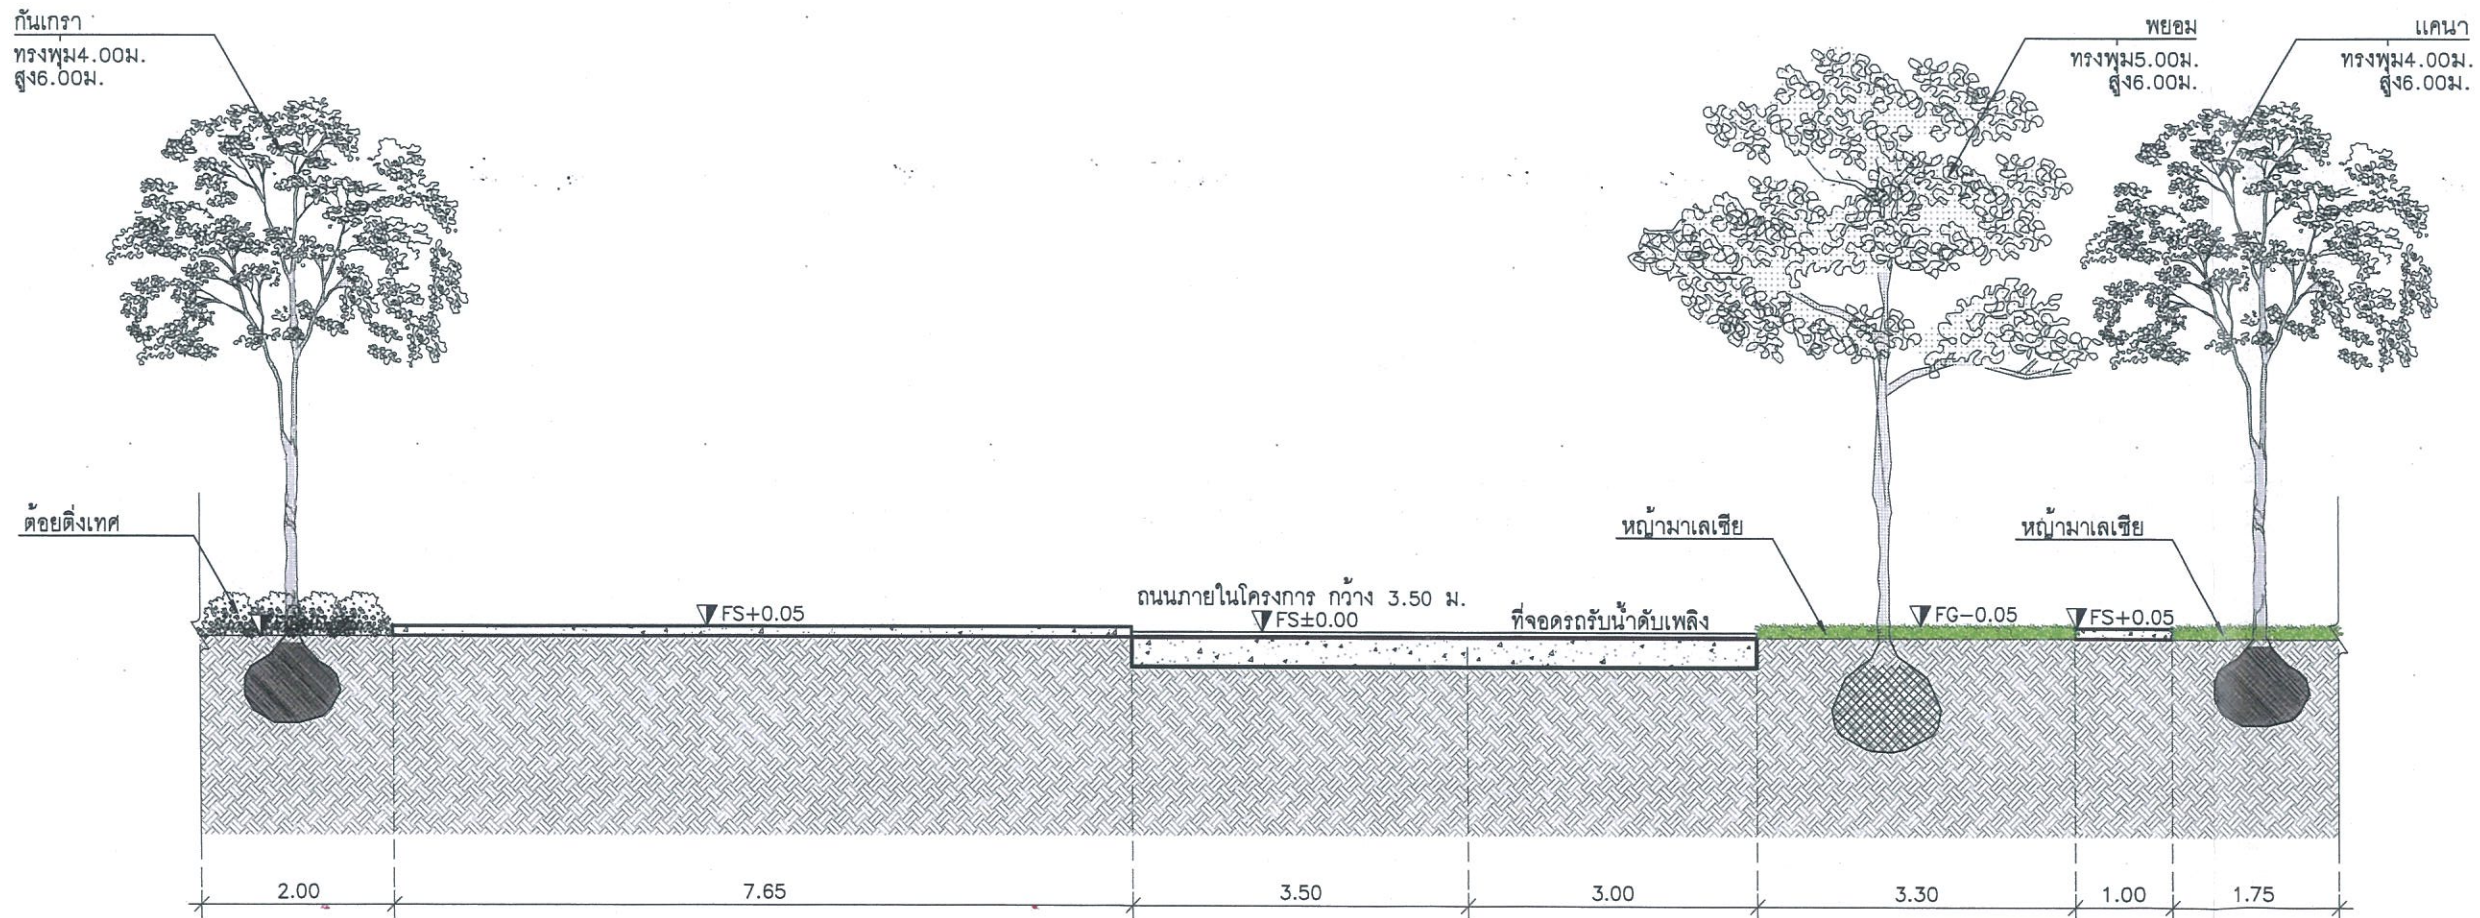 กันเกรา
ทรงพุ่ม4.00ม.
สูง6.00ม.
พยอม
ทรงพุ่ม5.00ม.
สูง6.00ม.
แคนา
ทรงพุ่ม4.00ม.
สูง6.00ม.
ต้อยติ่งเทศ
หญ้ามาเลเซีย
หญ้ามาเลเซีย
FS+0.05
ถนนภายในโครงการ กว้าง 3.50 ม.
FS±0.00
ที่จอดรถรับน้ำดับเพลิง
FG-0.05
FS+0.05
2.00
7.65
3.50
3.00
3.30
1.00
1.75